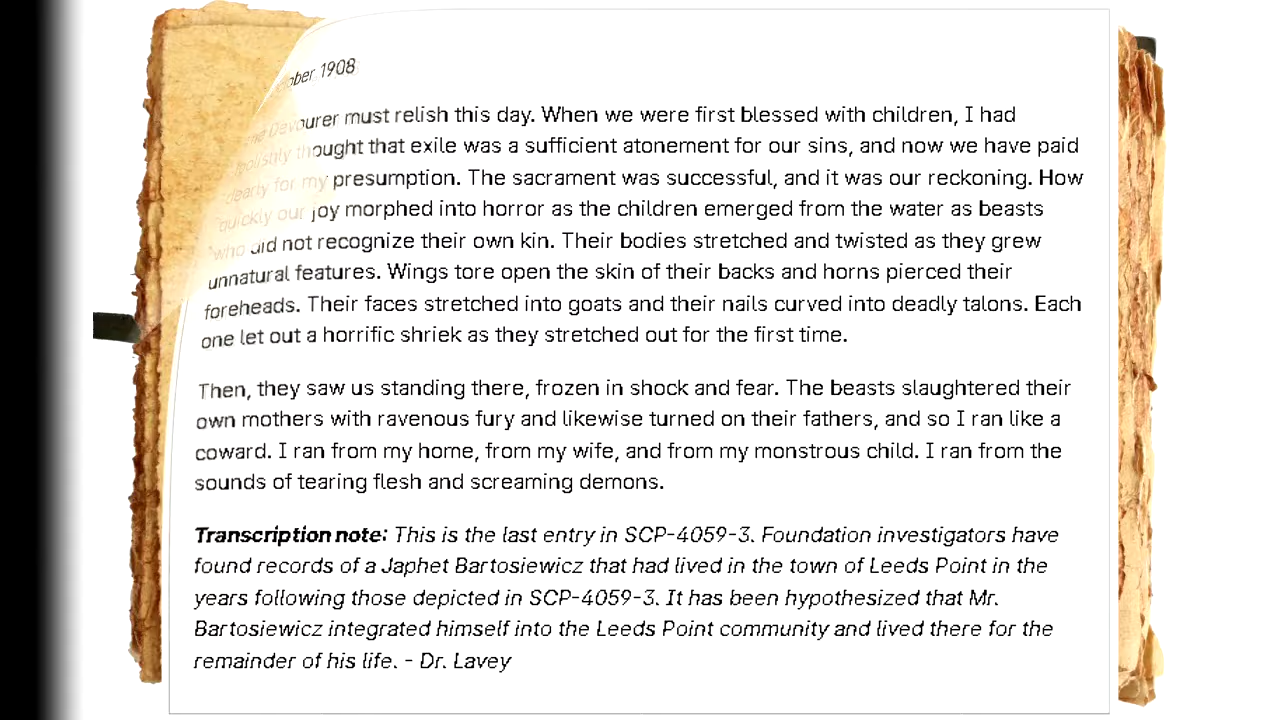 ober 1908
The Devourer must relish this day. When we were first blessed with children, I had
foolishly thought that exile was a sufficient atonement for our sins, and now we have paid
dearly for my presumption. The sacrament was successful, and it was our reckoning. How
quickly our joy morphed into horror as the children emerged from the water as beasts
who did not recognize their own kin. Their bodies stretched and twisted as they grew
unnatural features. Wings tore open the skin of their backs and horns pierced their
foreheads. Their faces stretched into goats and their nails curved into deadly talons. Each
one let out a horrific shriek as they stretched out for the first time.
Then, they saw us standing there, frozen in shock and fear. The beasts slaughtered their
own mothers with ravenous fury and likewise turned on their fathers, and so I ran like a
coward. I ran from my home, from my wife, and from my monstrous child. I ran from the
sounds of tearing flesh and screaming demons.
Transcription note: This is the last entry in SCP-4059-3. Foundation investigators have
found records of a Japhet Bartosiewicz that had lived in the town of Leeds Point in the
years following those depicted in SCP-4059-3. It has been hypothesized that Mr.
Bartosiewicz integrated himself into the Leeds Point community and lived there for the
remainder of his life. - Dr. Lavey